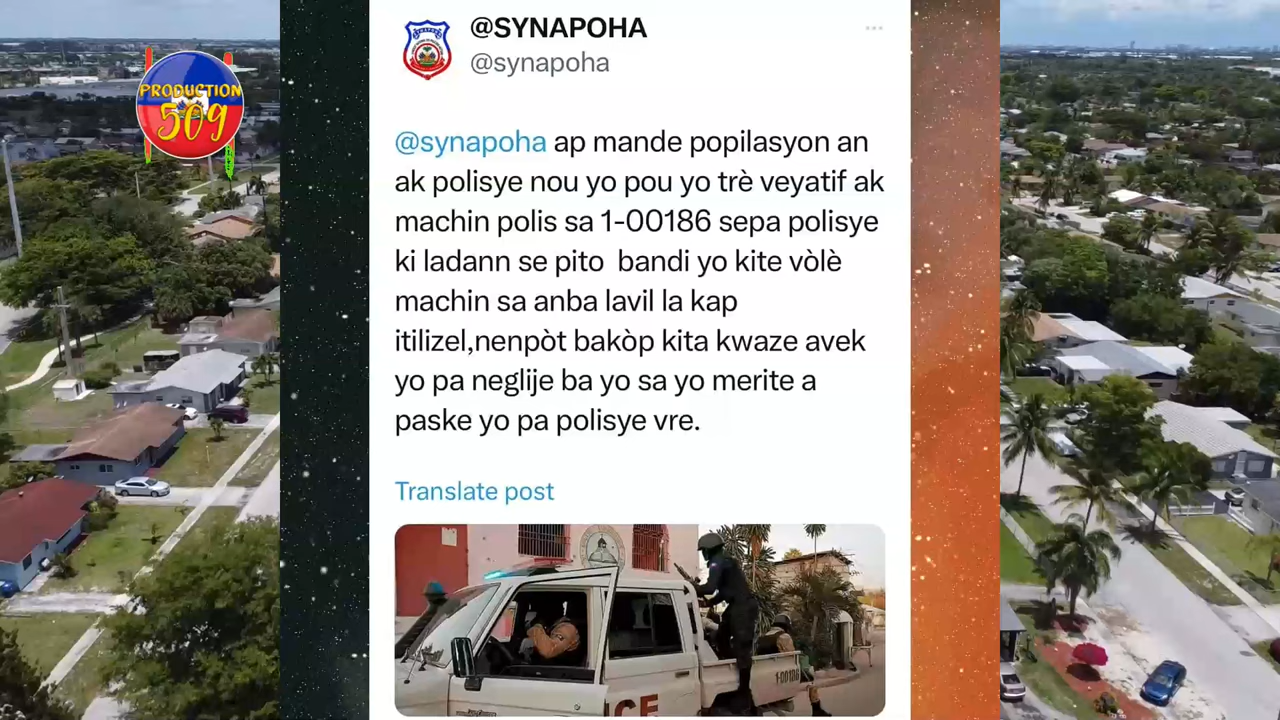 PRODUCTION
509
@SYNAPOHA
@synapoha
@synapoha ap mande popilasyon an
ak polisye nou yo pou yo trè veyatif ak
machin polis sa 1-00186 sepa polisye
ki ladann se pito bandi yo kite vòlè
machin sa anba lavil la kap
itilizel,nenpòt bakòp kita kwaze avek
yo pa neglije ba yo sa yo merite a
paske yo pa polisye vre.
Translate post
1-00186
ICE